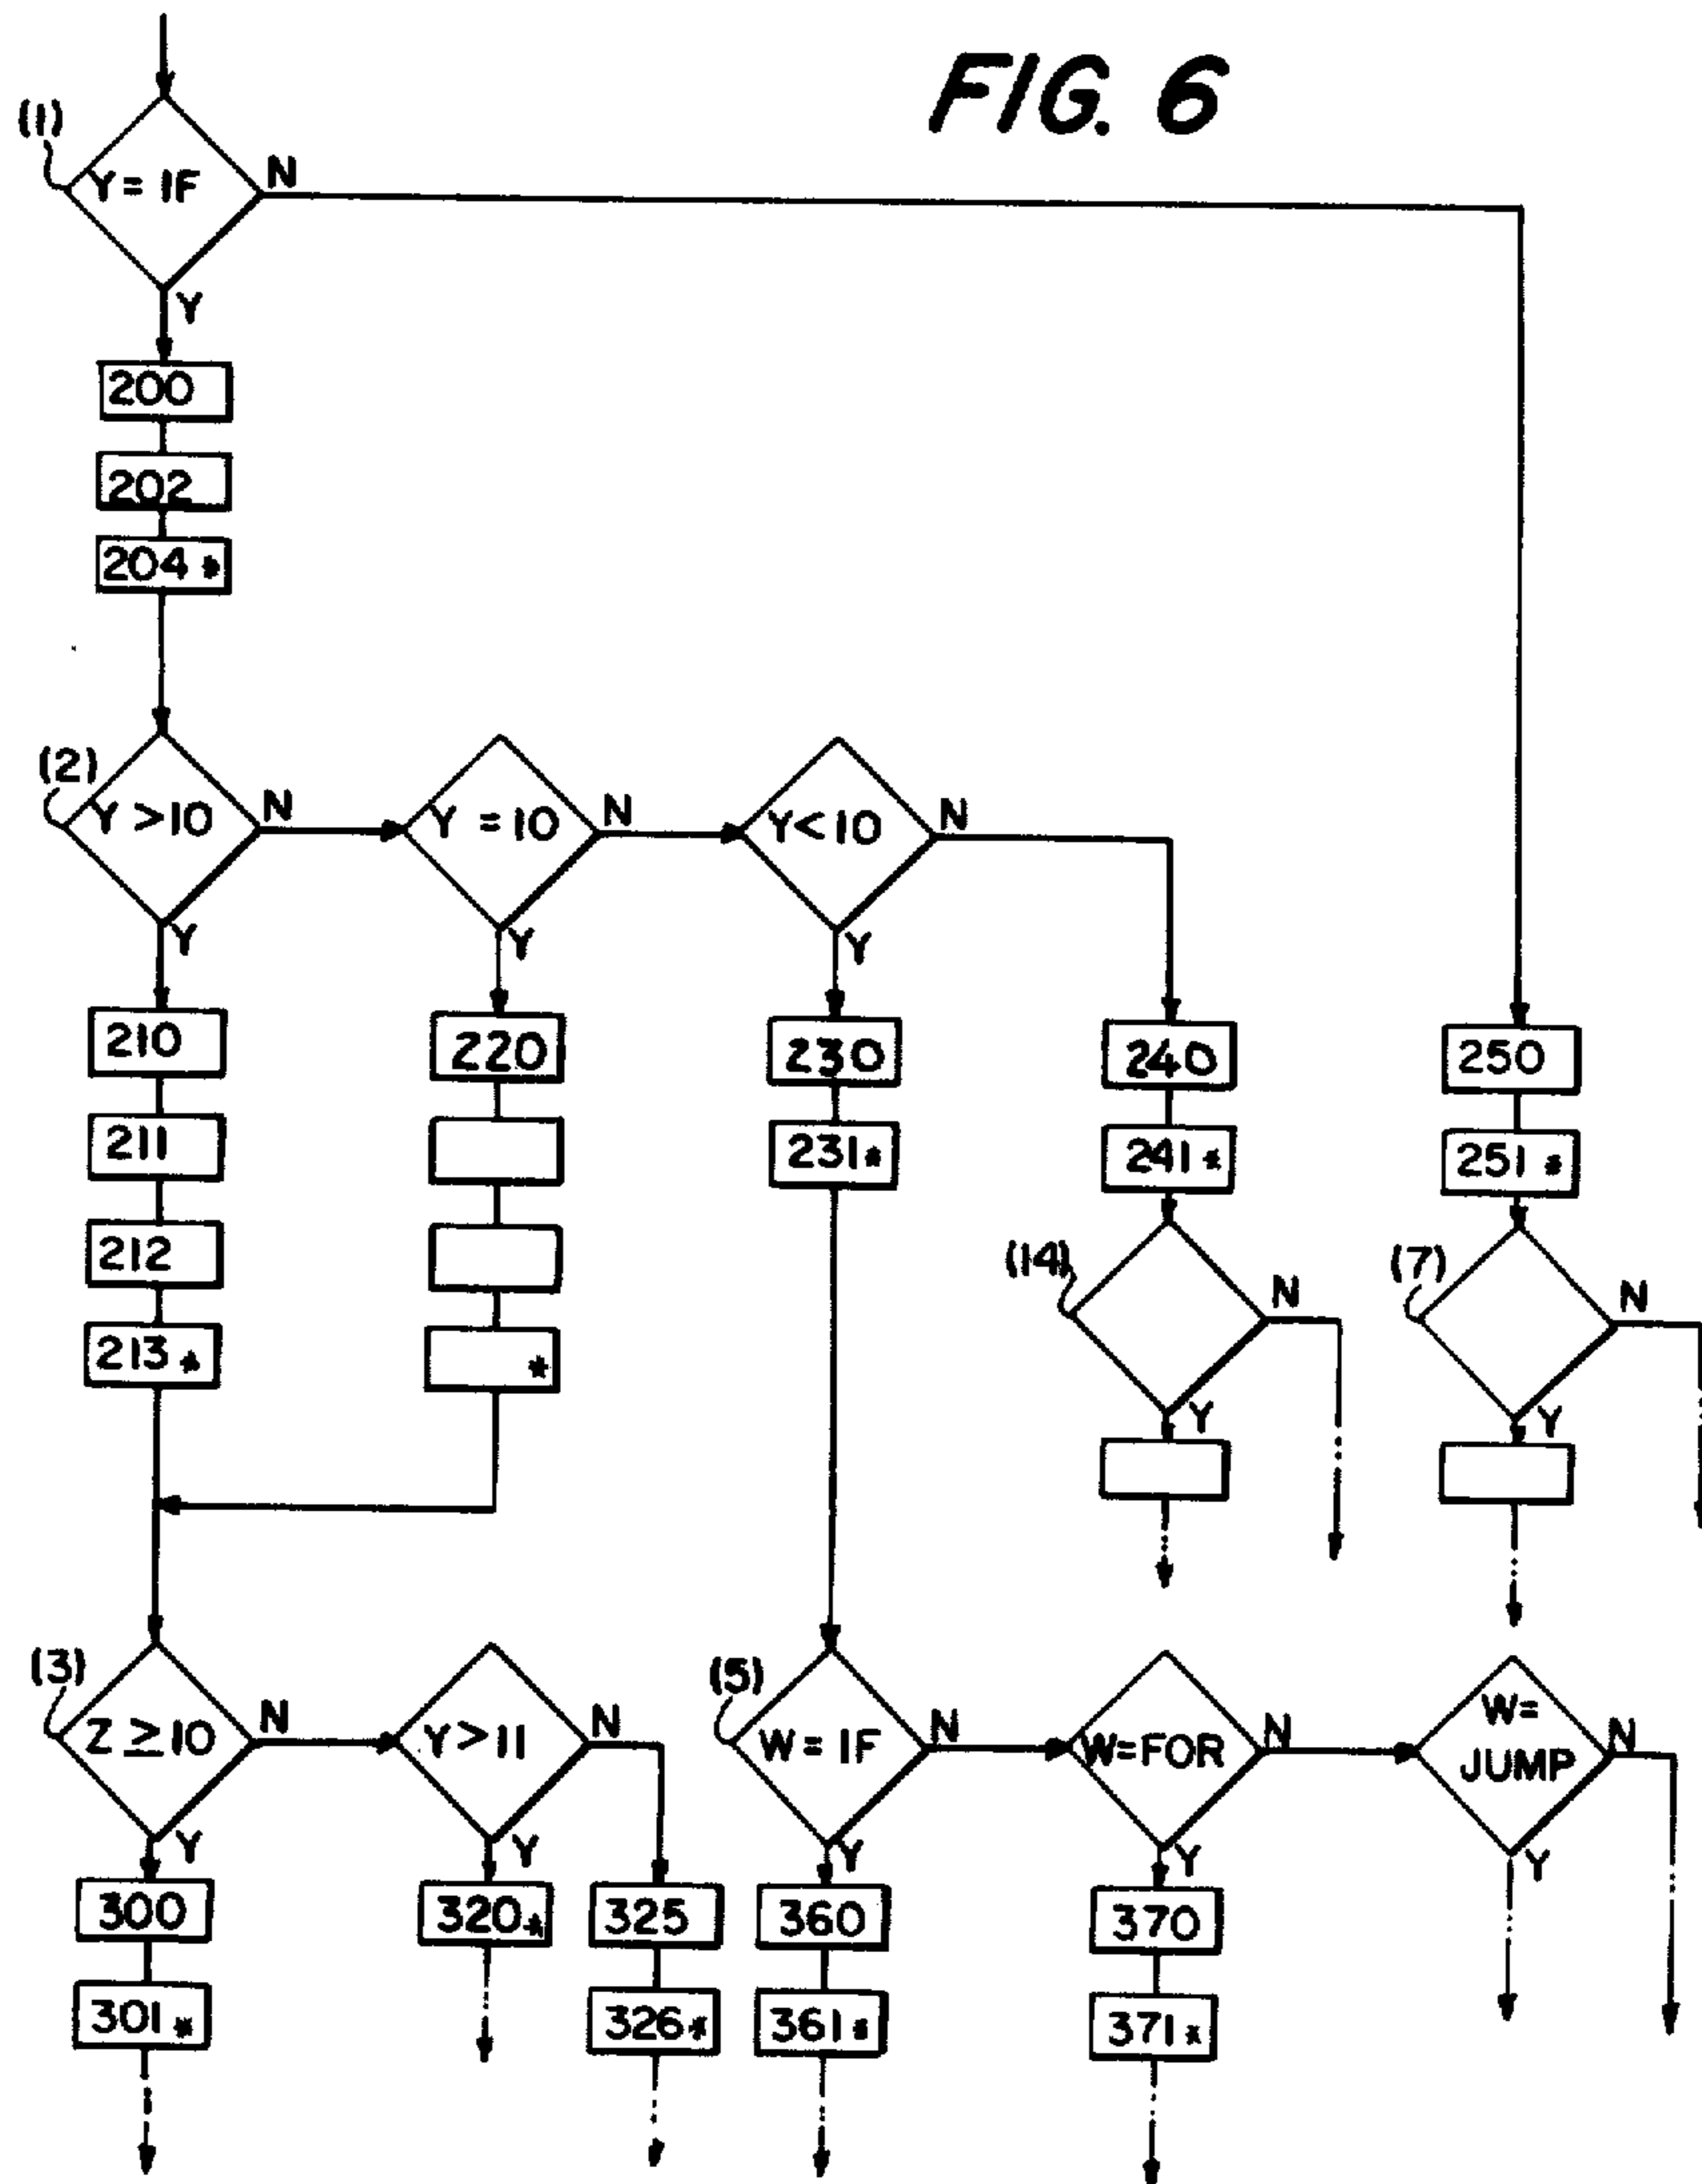 FIG. 6
(1)
Y = IF
N
Y
200
202
204 *
(2)
Y > 10
N
Y = 10
N
Y < 10
N
Y
Y
Y
210
220
230
240
250
211
231 *
241 *
251 *
212
(14)
N
(7)
N
213 *
*
Y
Y
(3)
Z ≥ 10
N
Y > 11
N
(5)
W = IF
N
W=FOR
N
W=
JUMP
N
Y
Y
Y
Y
Y
300
320 *
325
360
370
301 *
326 *
361 *
371 *